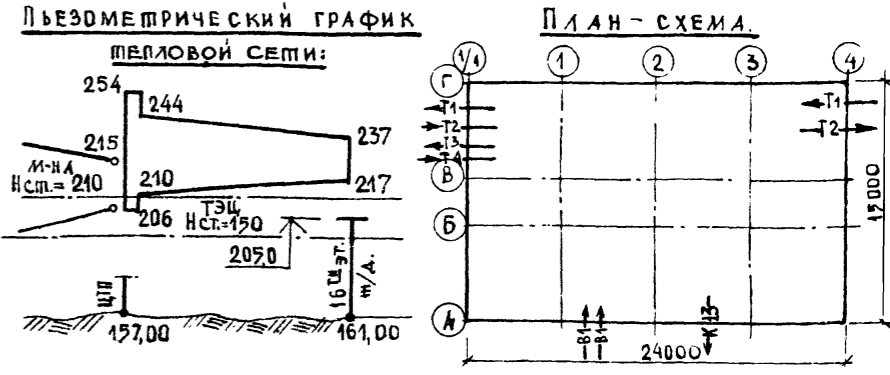 ПЬЕЗОМЕТРИЧЕСКИЙ ГРАФИК
ТЕПЛОВОЙ СЕТИ:
254
244
237
215
М-НА
Нст.=210
210
217
206
ТЭЦ
Нст.=150
205,0
ЦТП
16ТИ ЭТ.
Ж/Д.
157,00
161,00
ПЛАН-СХЕМА.
1/1
1
2
3
4
Г
Т1
Т2
Т3
Т4
Т1
Т2
В
Б
А
В1
В1
К13
24000
15000